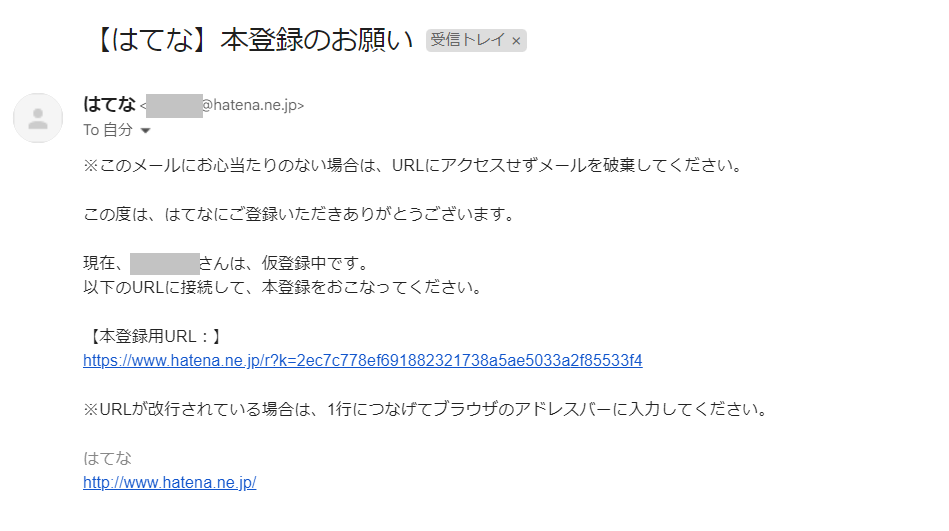 【はてな】本登録のお願い 受信トレイ ×
はてな < @hatena.ne.jp>
To 自分
※このメールにお心当たりのない場合は、URLにアクセスせずメールを破棄してください。
この度は、はてなにご登録いただきありがとうございます。
現在、 さんは、仮登録中です。
以下のURLに接続して、本登録をおこなってください。
【本登録用URL：】
https://www.hatena.ne.jp/r?k=2ec7c778ef691882321738a5ae5033a2f85533f4
※URLが改行されている場合は、1行につなげてブラウザのアドレスバーに入力してください。
はてな
http://www.hatena.ne.jp/